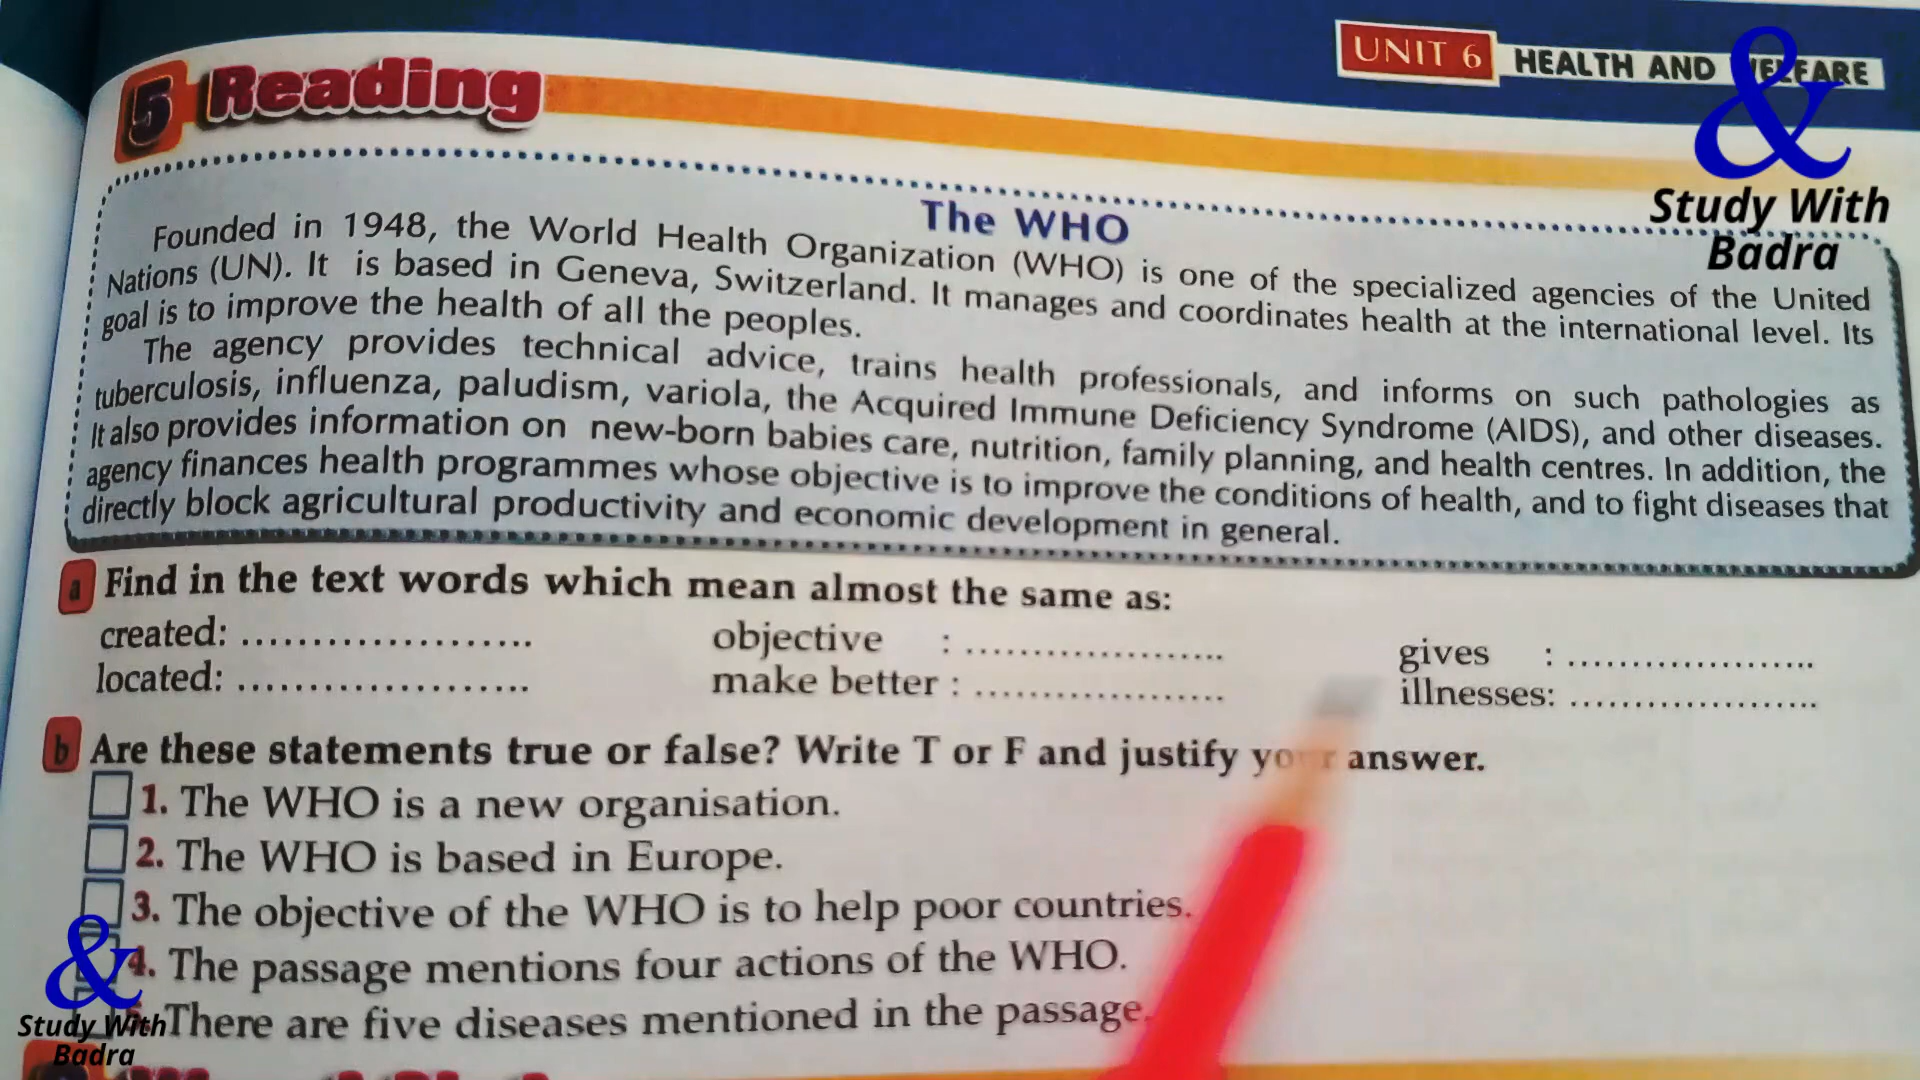 UNIT 6 HEALTH AND WELFARE
5 Reading
&
Study With
Badra
The WHO
Founded in 1948, the World Health Organization (WHO) is one of the specialized agencies of the United
Nations (UN). It is based in Geneva, Switzerland. It manages and coordinates health at the international level. Its
goal is to improve the health of all the peoples.
The agency provides technical advice, trains health professionals, and informs on such pathologies as
tuberculosis, influenza, paludism, variola, the Acquired Immune Deficiency Syndrome (AIDS), and other diseases.
It also provides information on new-born babies care, nutrition, family planning, and health centres. In addition, the
agency finances health programmes whose objective is to improve the conditions of health, and to fight diseases that
directly block agricultural productivity and economic development in general.
a Find in the text words which mean almost the same as:
created: ..................... objective : .................... gives : ...................
located: ..................... make better : .................... illnesses: ...................
b Are these statements true or false? Write T or F and justify your answer.
1. The WHO is a new organisation.
2. The WHO is based in Europe.
3. The objective of the WHO is to help poor countries.
4. The passage mentions four actions of the WHO.
There are five diseases mentioned in the passage.
&
Study With
Badra